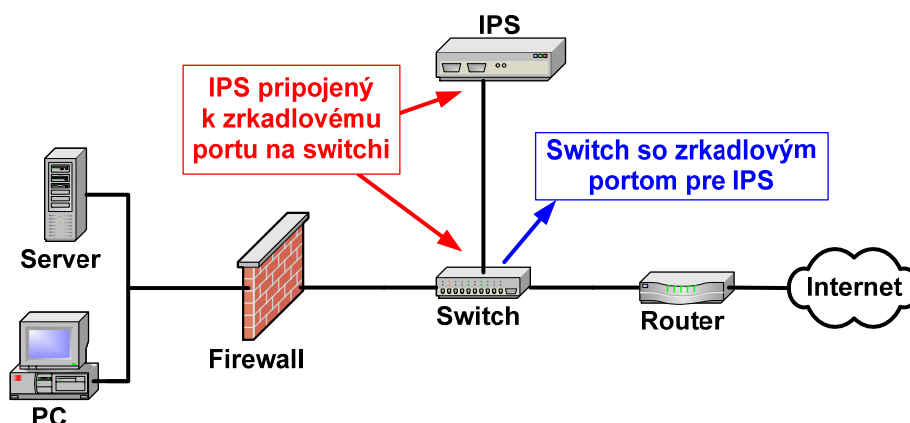 IPS
IPS pripojený
k zrkadlovému
portu na switchi
Switch so zrkadlovým
portom pre IPS
Server
Internet
Switch
Router
Firewall
PC